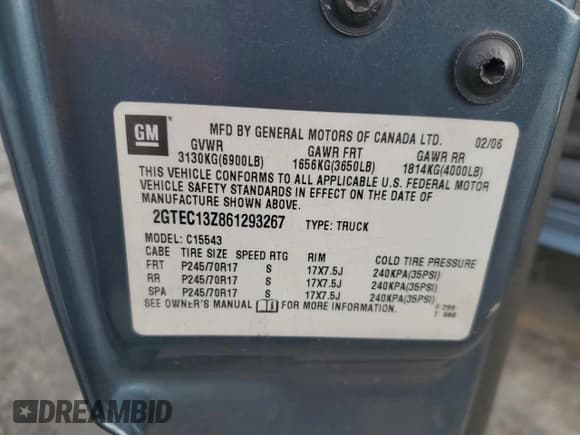 GM
MFD BY GENERAL MOTORS OF CANADA LTD. 02/06
GVWR GAWR FRT GAWR RR
3130KG(6900LB) 1656KG(3650LB) 1814KG(4000LB)
THIS VEHICLE CONFORMS TO ALL APPLICABLE U.S. FEDERAL MOTOR
VEHICLE SAFETY STANDARDS IN EFFECT ON THE DATE OF
MANUFACTURE SHOWN ABOVE.
2GTEC13Z861293267 TYPE: TRUCK
MODEL: C15543
CABE TIRE SIZE SPEED RTG RIM COLD TIRE PRESSURE
FRT P245/70R17 S 17X7.5J 240KPA(35PSI)
RR P245/70R17 S 17X7.5J 240KPA(35PSI)
SPA P245/70R17 S 17X7.5J 240KPA(35PSI)
SEE OWNER'S MANUAL FOR MORE INFORMATION.
DREAMBID